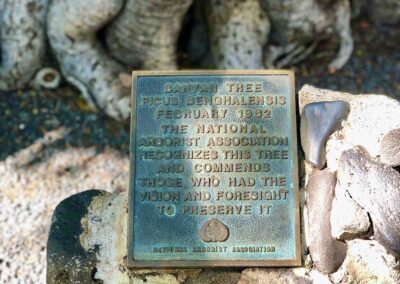 BANYAN TREE
FICUS BENGHALENSIS
FEBRUARY 1982
THE NATIONAL
ARBORIST ASSOCIATION
RECOGNIZES THIS TREE
AND COMMENDS
THOSE WHO HAD THE
VISION AND FORESIGHT
TO PRESERVE IT
NATIONAL ARBORIST ASSOCIATION